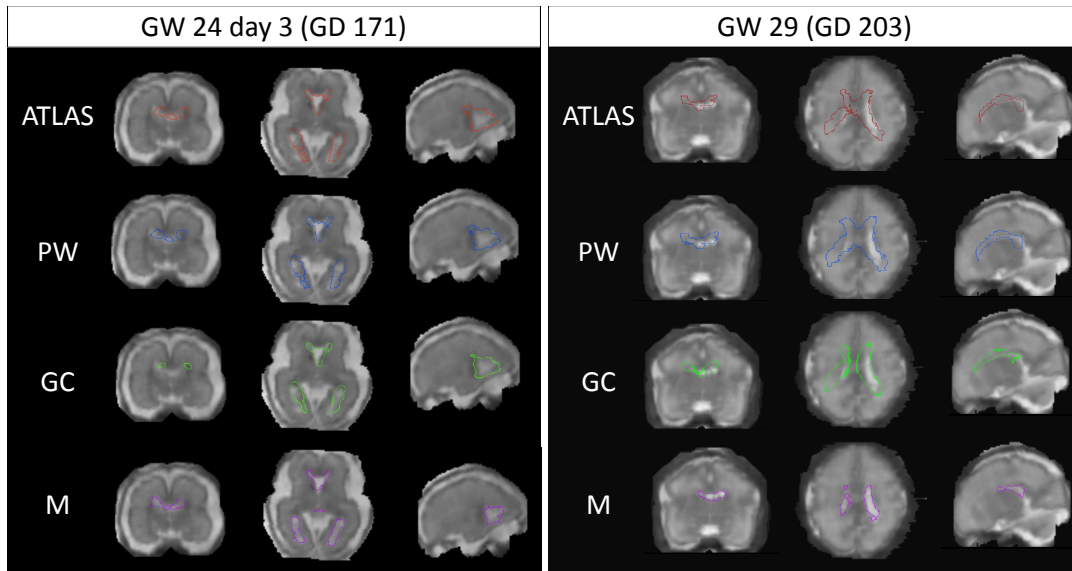 GW 24 day 3 (GD 171)
GW 29 (GD 203)
ATLAS
ATLAS
PW
PW
GC
GC
M
M